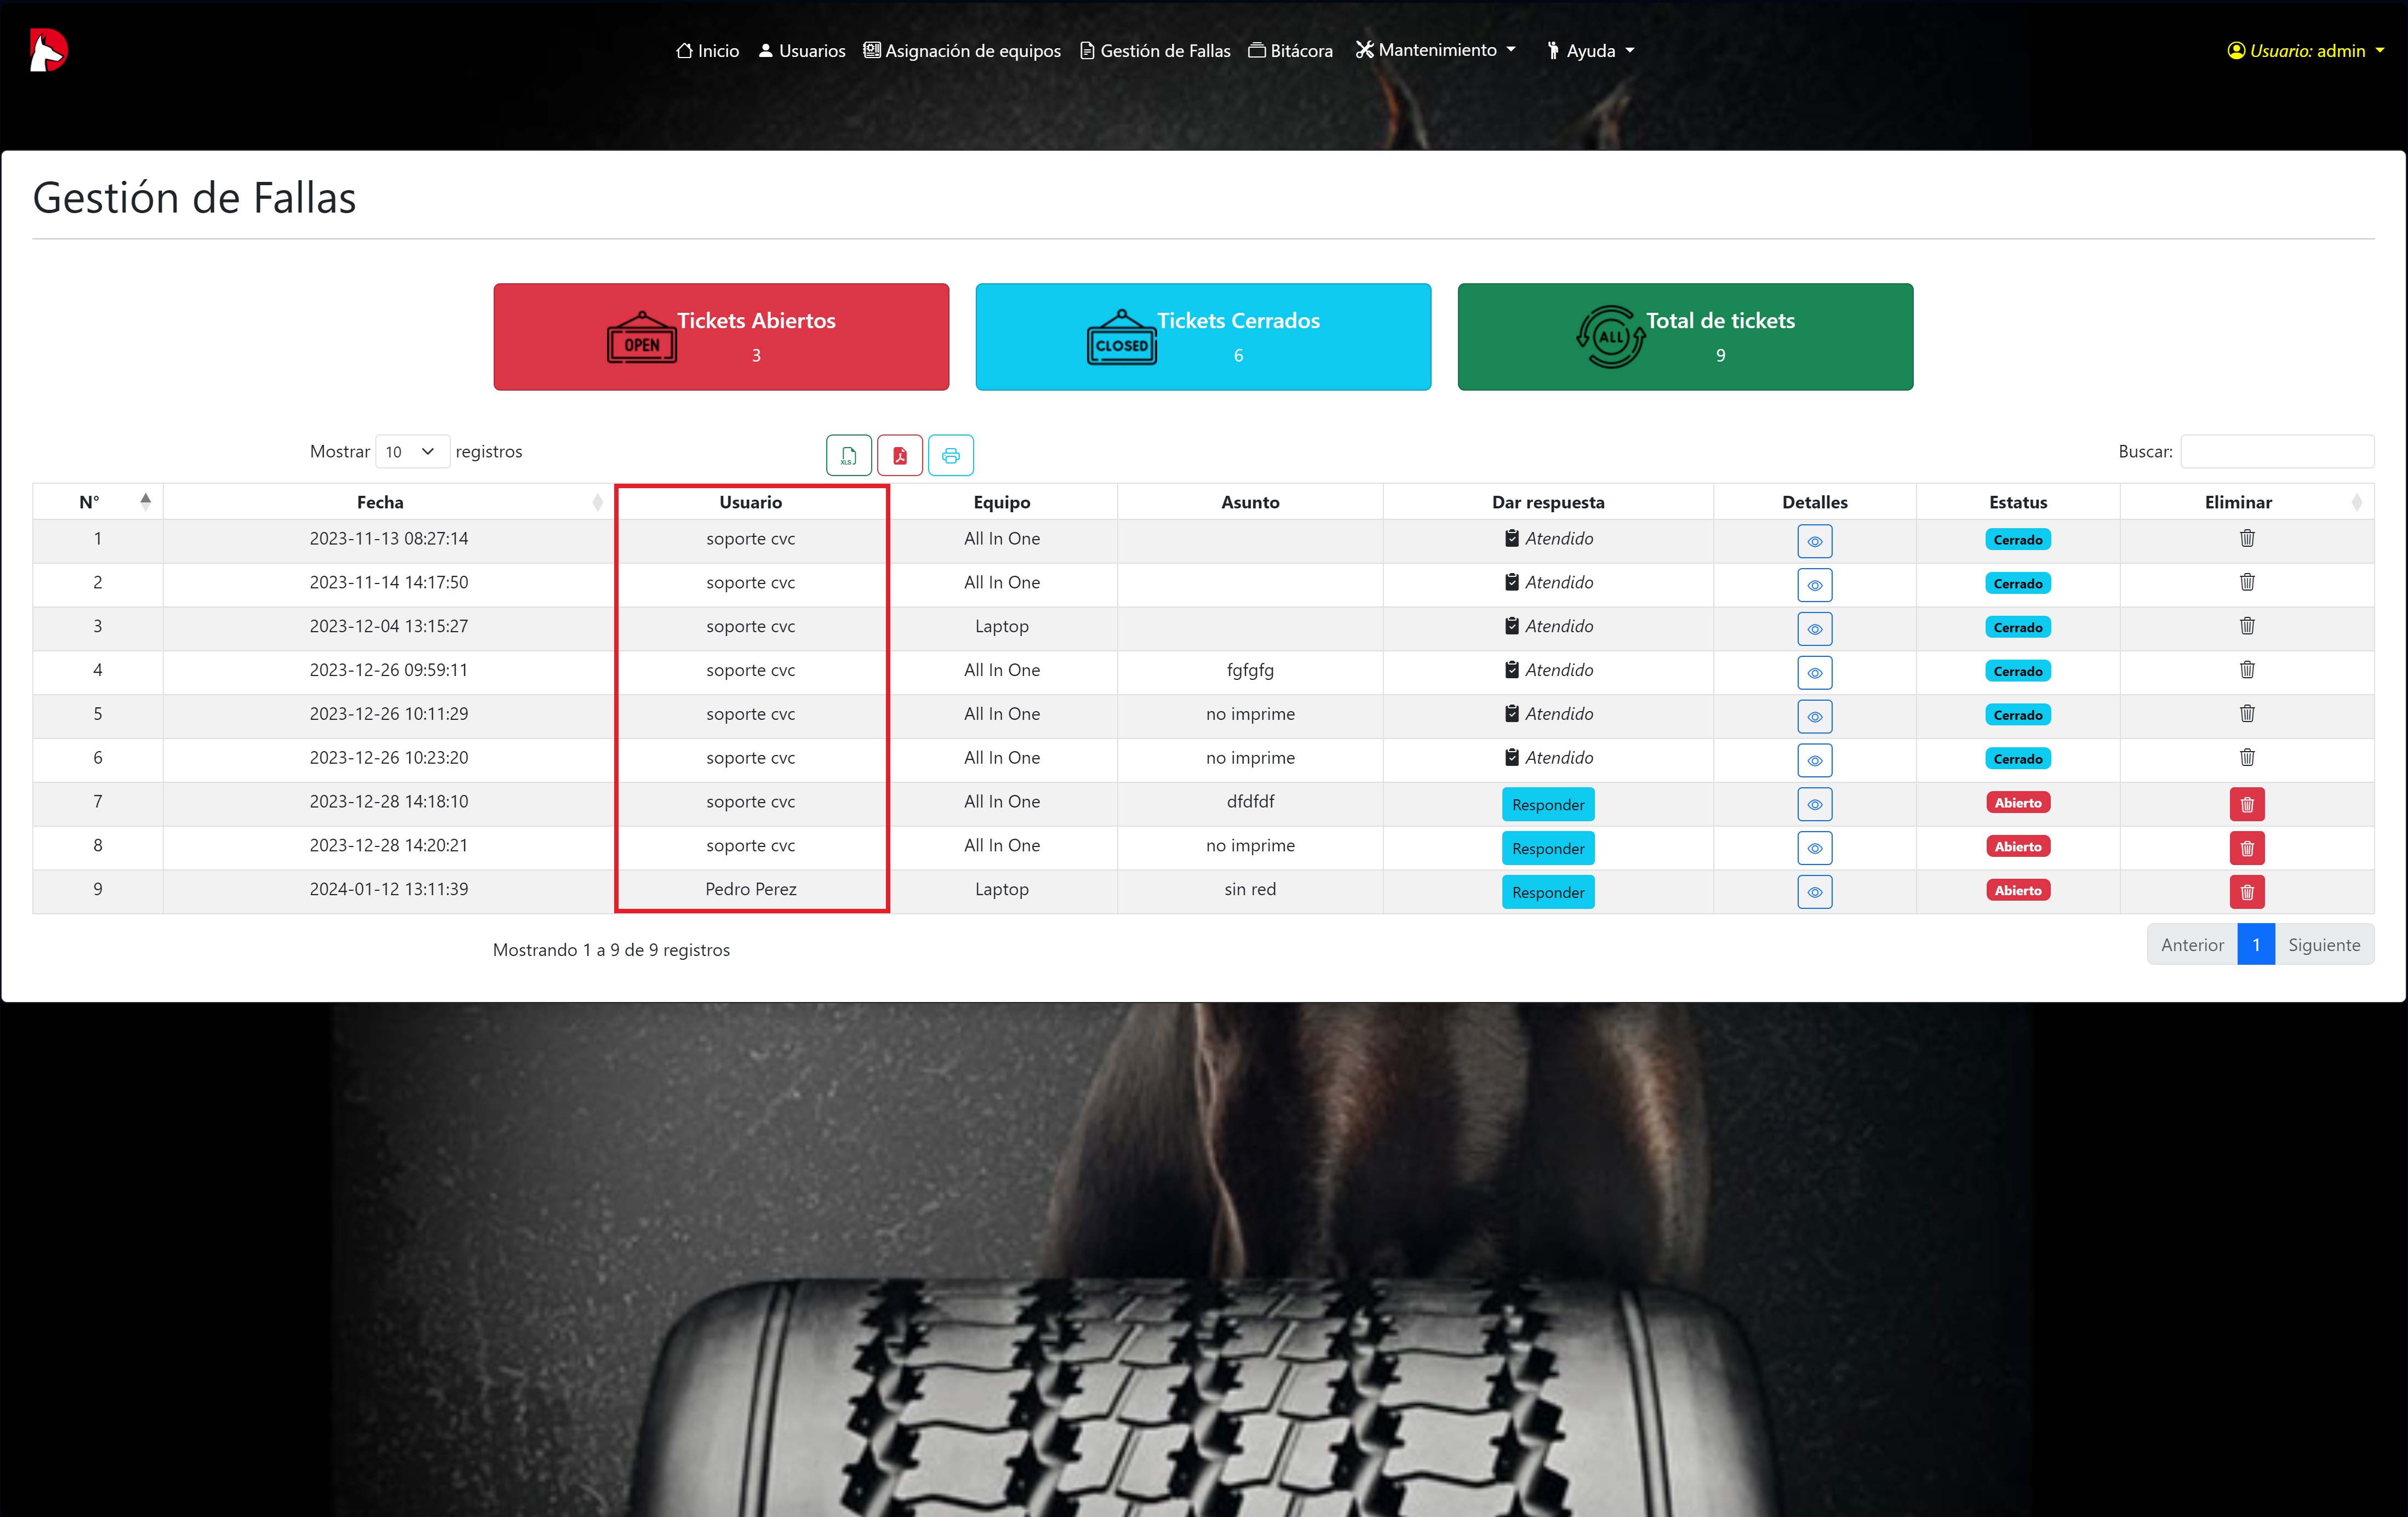 Inicio Usuarios Asignación de equipos Gestión de Fallas Bitácora Mantenimiento Ayuda Usuario: admin
Gestión de Fallas
OPEN Tickets Abiertos
3
CLOSED Tickets Cerrados
6
ALL Total de tickets
9
Mostrar 10 registros XLS Buscar:
N° Fecha Usuario Equipo Asunto Dar respuesta Detalles Estatus Eliminar
1 2023-11-13 08:27:14 soporte cvc All In One Atendido Cerrado
2 2023-11-14 14:17:50 soporte cvc All In One Atendido Cerrado
3 2023-12-04 13:15:27 soporte cvc Laptop Atendido Cerrado
4 2023-12-26 09:59:11 soporte cvc All In One fgfgfg Atendido Cerrado
5 2023-12-26 10:11:29 soporte cvc All In One no imprime Atendido Cerrado
6 2023-12-26 10:23:20 soporte cvc All In One no imprime Atendido Cerrado
7 2023-12-28 14:18:10 soporte cvc All In One dfdfdf Responder Abierto
8 2023-12-28 14:20:21 soporte cvc All In One no imprime Responder Abierto
9 2024-01-12 13:11:39 Pedro Perez Laptop sin red Responder Abierto
Mostrando 1 a 9 de 9 registros Anterior 1 Siguiente